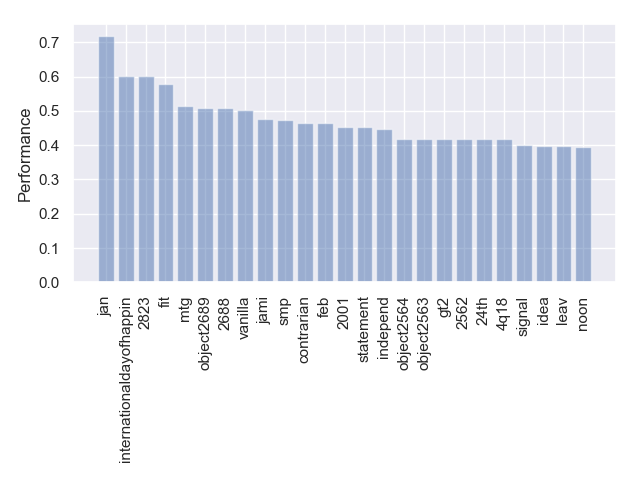 Performance
0.7
0.6
0.5
0.4
0.3
0.2
0.1
0.0
jan
internationaldayofhappin
2823
fit
mtg
object2689
2688
vanilla
jami
smp
contrarian
feb
2001
statement
independ
object2564
object2563
gt2
2562
24th
4q18
signal
idea
leav
noon